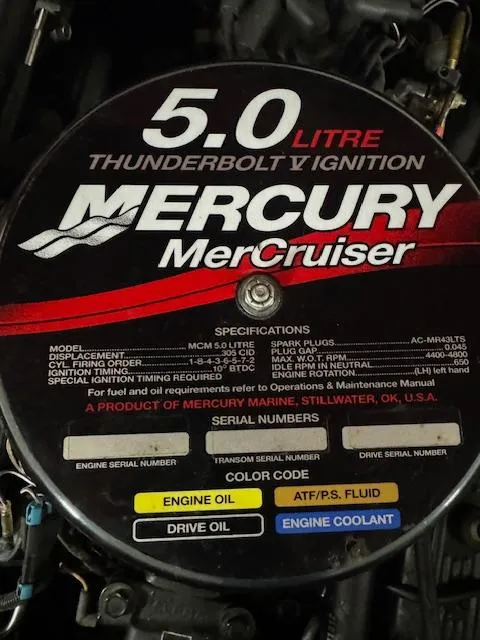 5.0 LITRE
THUNDERBOLT V IGNITION
MERCURY
MerCruiser
SPECIFICATIONS
MODEL MCM 5.0 LITRE
DISPLACEMENT 305 CID
CYL. FIRING ORDER 1-8-4-3-6-5-7-2
IGNITION TIMING 10° BTDC
SPECIAL IGNITION TIMING REQUIRED
SPARK PLUGS AC-MR43LTS
PLUG GAP 0.045
MAX. W.O.T. RPM 4400-4800
IDLE RPM IN NEUTRAL 650
ENGINE ROTATION (LH) left hand
For fuel and oil requirements refer to Operations & Maintenance Manual
A PRODUCT OF MERCURY MARINE, STILLWATER, OK, U.S.A.
SERIAL NUMBERS
ENGINE SERIAL NUMBER TRANSOM SERIAL NUMBER DRIVE SERIAL NUMBER
COLOR CODE
ENGINE OIL ATF/P.S. FLUID
DRIVE OIL ENGINE COOLANT